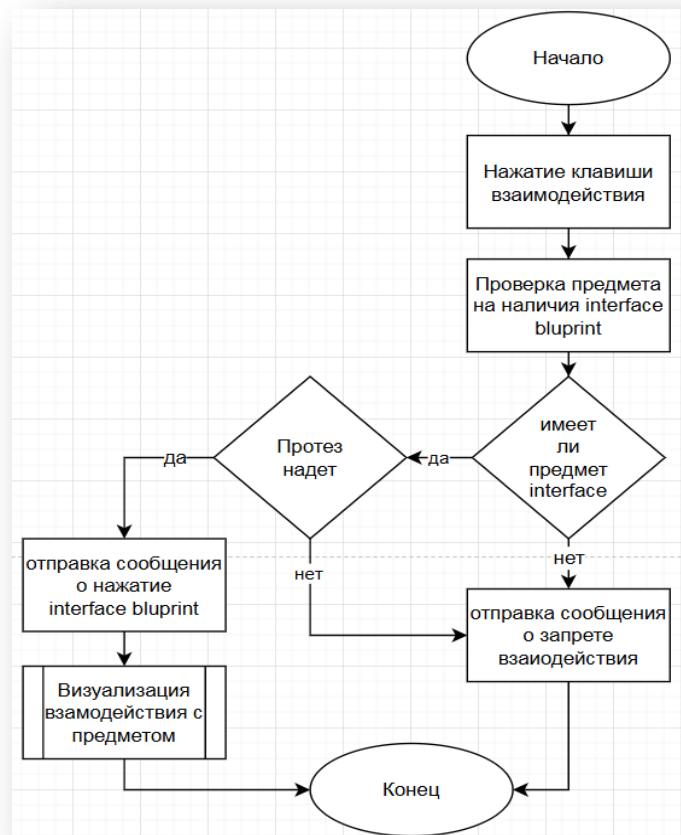 Начало
Нажатие клавиши
взаимодействия
Проверка предмета
на наличия interface
bluprint
имеет
ли
предмет
interface
да
Протез
надет
да
нет
нет
отправка сообщения
о нажатие
interface bluprint
отправка сообщения
о запрете
взаиодействия
Визуализация
взамодействия с
предметом
Конец